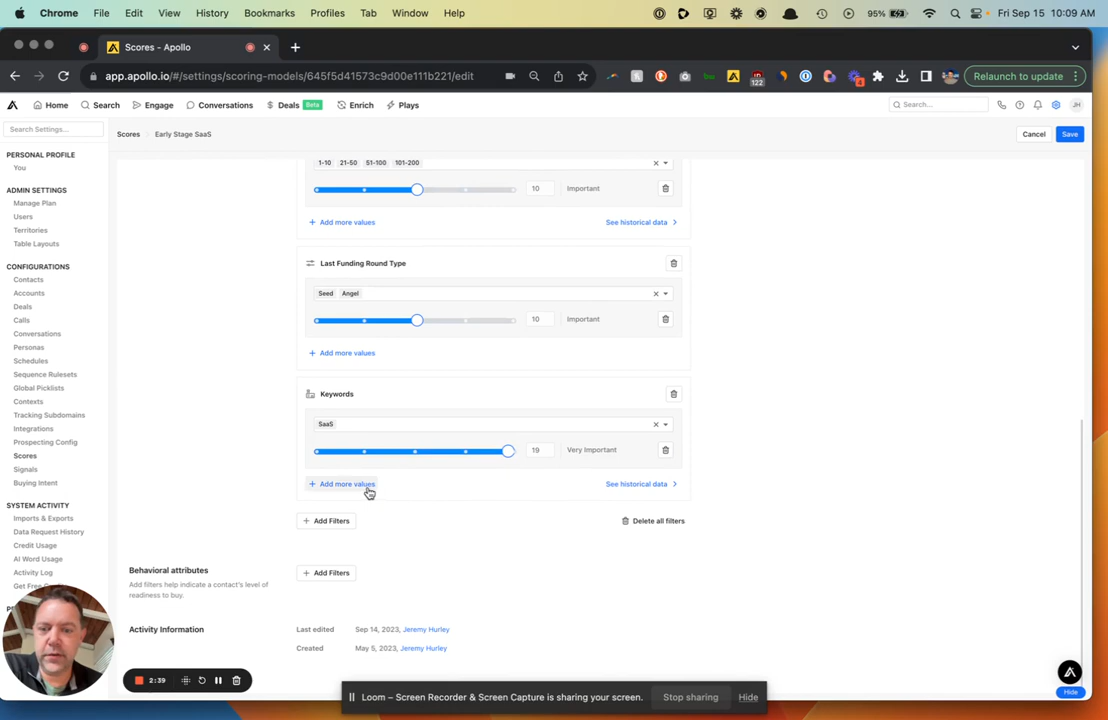 Chrome File Edit View History Bookmarks Profiles Tab Window Help 95% Fri Sep 15 10:09 AM
Scores - Apollo
app.apollo.io/#/settings/scoring-models/645f5d41573c9d00e111b221/edit 122 4 Relaunch to update
Home Search Engage Conversations Deals Beta Enrich Plays Search... JH
Search Settings...
Scores Early Stage SaaS Cancel Save
PERSONAL PROFILE
You
ADMIN SETTINGS
Manage Plan
Users
Territories
Table Layouts
CONFIGURATIONS
Contacts
Accounts
Deals
Calls
Conversations
Personas
Schedules
Sequence Rulesets
Global Picklists
Contexts
Tracking Subdomains
Integrations
Prospecting Config
Scores
Signals
Buying Intent
SYSTEM ACTIVITY
Imports & Exports
Data Request History
Credit Usage
AI Word Usage
Activity Log
Get Free
1-10 21-50 51-100 101-200
10 Important
Add more values See historical data
Last Funding Round Type
Seed Angel
10 Important
Add more values
Keywords
SaaS
19 Very Important
Add more values See historical data
Add Filters Delete all filters
Behavioral attributes
Add filters help indicate a contact's level of
readiness to buy.
Add Filters
Activity Information
Last edited Sep 14, 2023, Jeremy Hurley
Created May 5, 2023, Jeremy Hurley
2:39
Loom – Screen Recorder & Screen Capture is sharing your screen. Stop sharing Hide
Hide